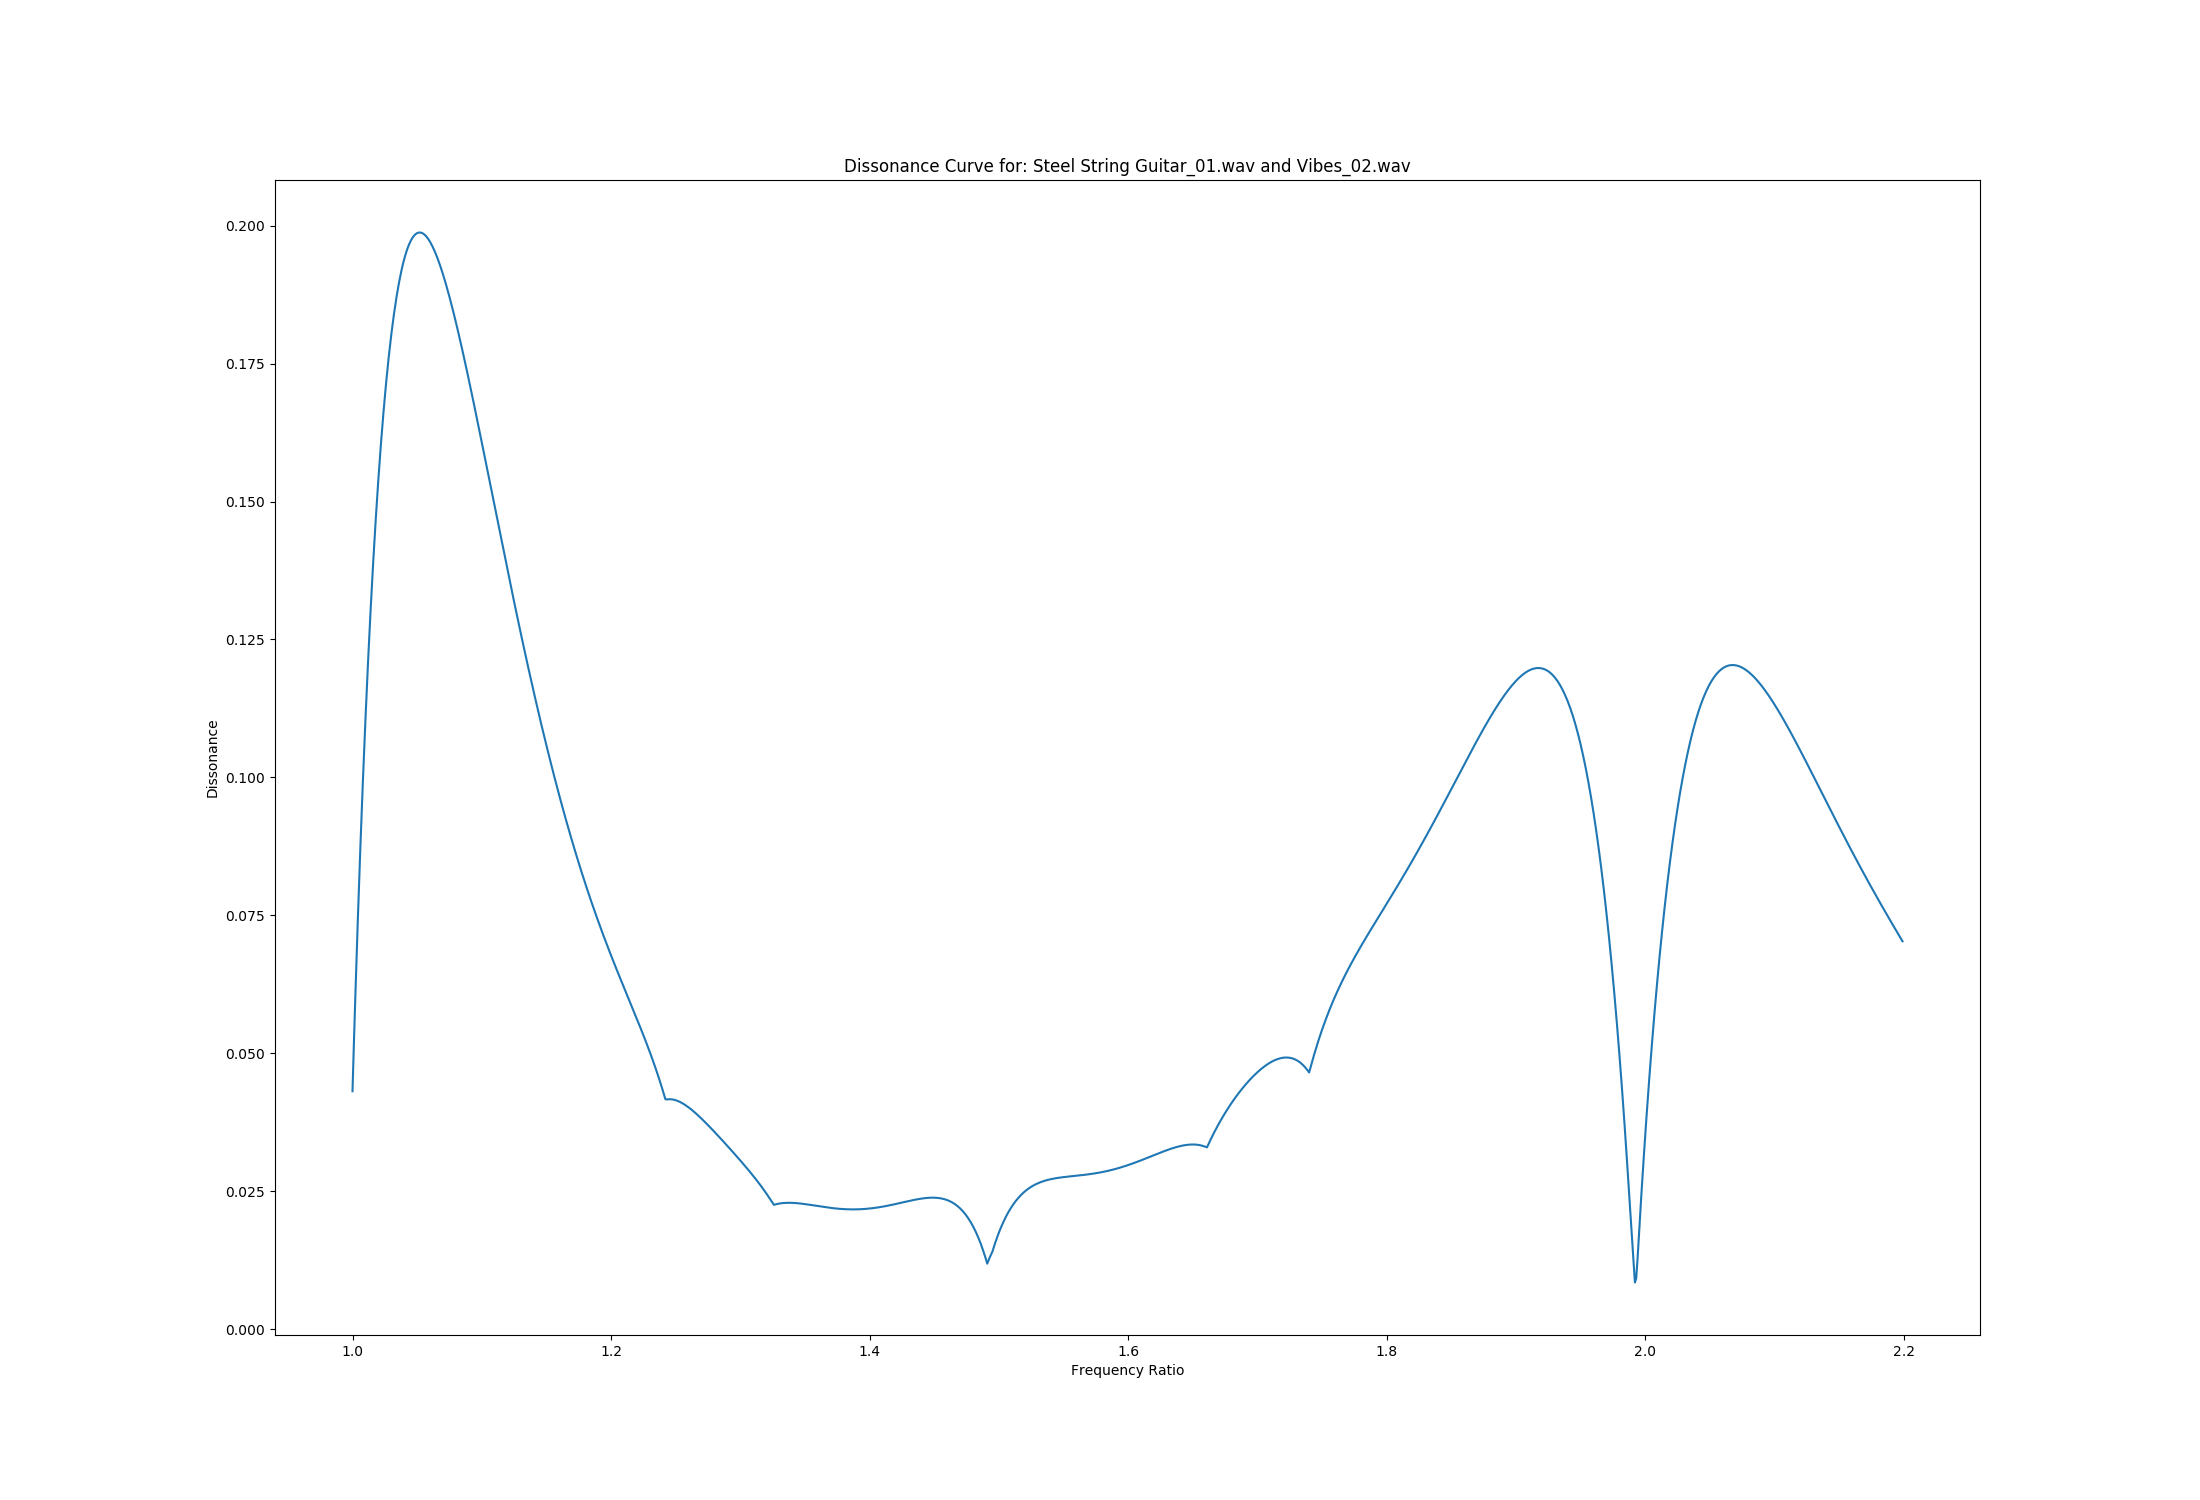 Dissonance Curve for: Steel String Guitar_01.wav and Vibes_02.wav
0.200
0.175
0.150
0.125
0.100
0.075
0.050
0.025
0.000
Dissonance
1.0 1.2 1.4 1.6 1.8 2.0 2.2
Frequency Ratio